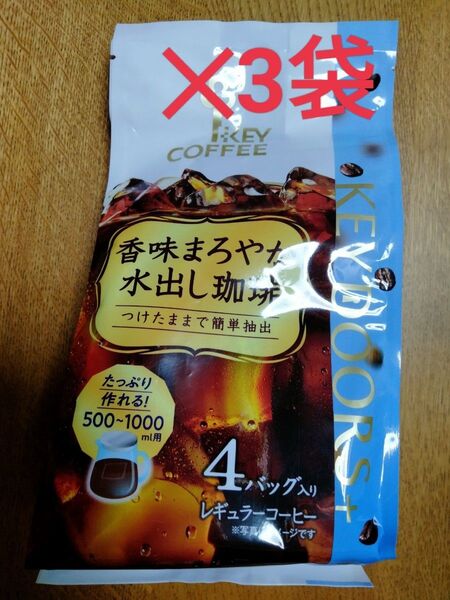 ×3袋
KEY
COFFEE
KEY DOORS+
香味まろやか
水出し珈琲
つけたままで簡単抽出
たっぷり
作れる!
500~1000
ml用
4バッグ入り
レギュラーコーヒー
※写真はイメージです